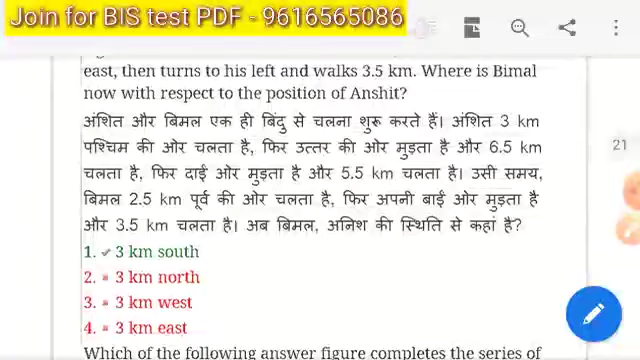 Join for BIS test PDF - 9616565086
east, then turns to his left and walks 3.5 km. Where is Bimal
now with respect to the position of Anshit?
अंशित और बिमल एक ही बिंदु से चलना शुरू करते हैं। अंशित 3 km
पश्चिम की ओर चलता है, फिर उत्तर की ओर मुड़ता है और 6.5 km
चलता है, फिर दाईं ओर मुड़ता है और 5.5 km चलता है। उसी समय,
बिमल 2.5 km पूर्व की ओर चलता है, फिर अपनी बाईं ओर मुड़ता है
और 3.5 km चलता है। अब बिमल, अनिश की स्थिति से कहां है?
1. 3 km south
2. 3 km north
3. 3 km west
4. 3 km east
Which of the following answer figure completes the series of
21